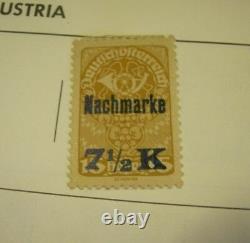 USTRIA
Deutschösterreich
Nachmarke
7½ K